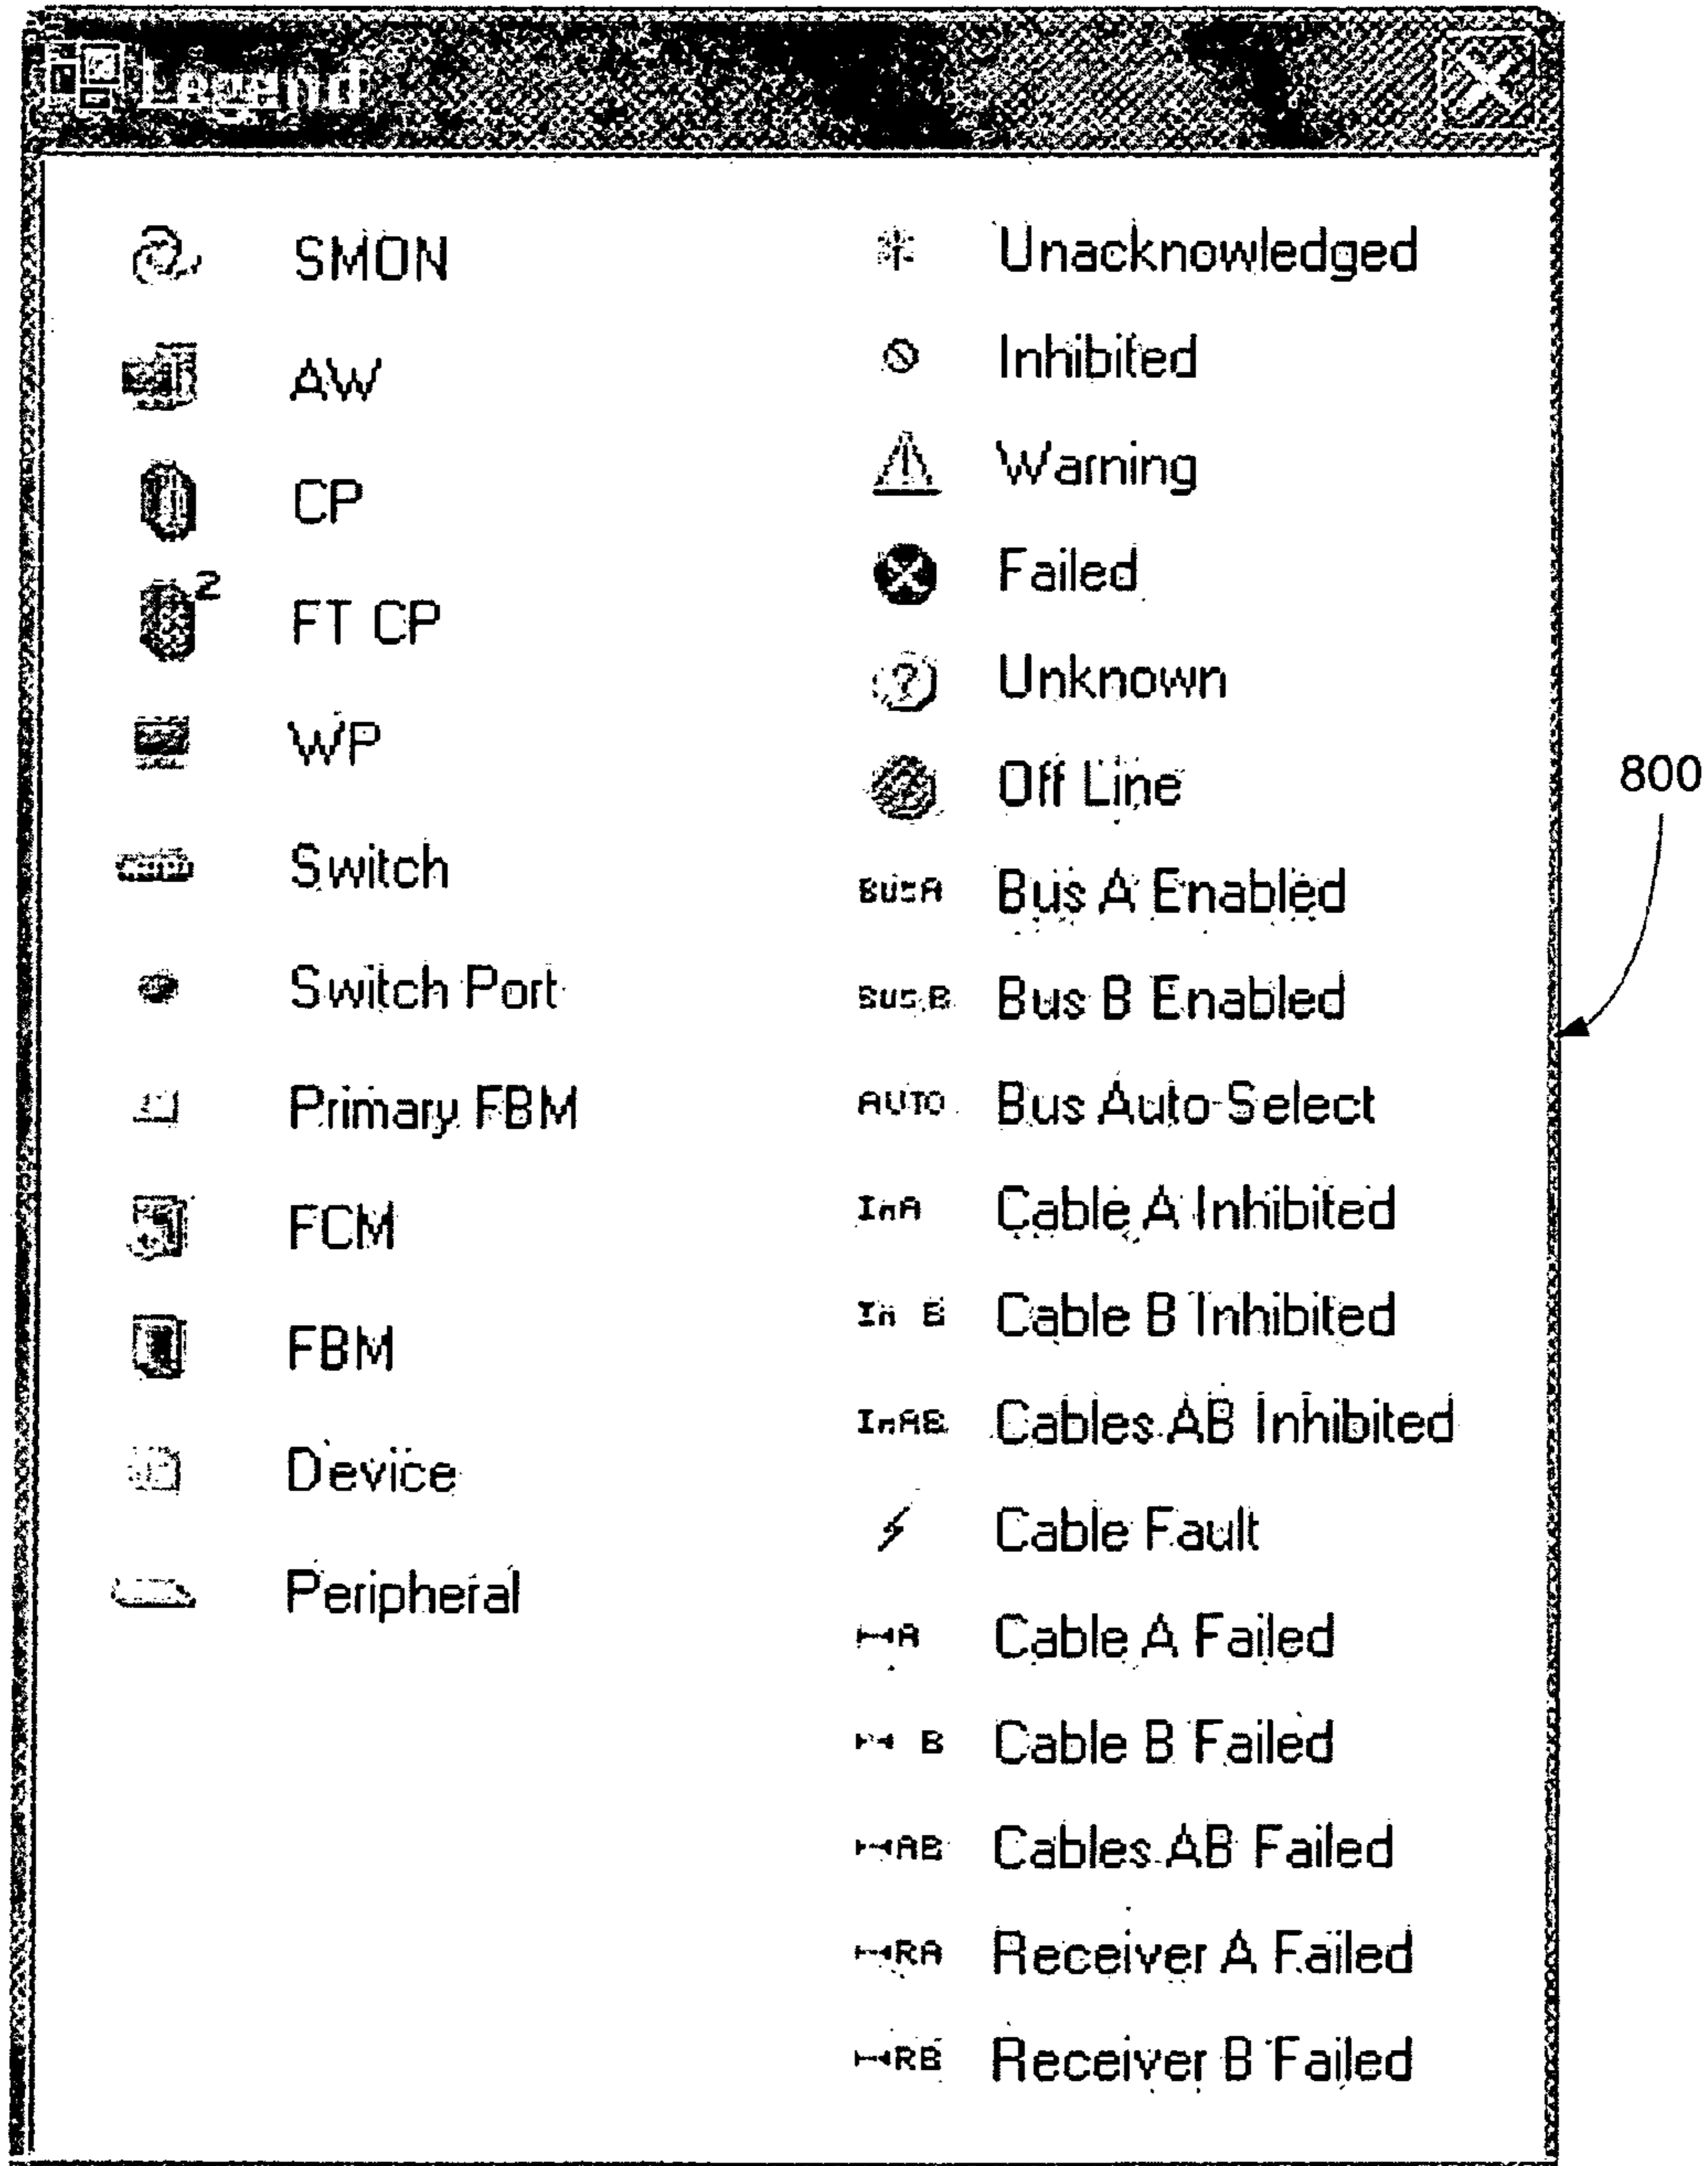 Legend
SMON
AW
CP
2
FT CP
WP
Switch
Switch Port
Primary FBM
FCM
FBM
Device
Peripheral
Unacknowledged
Inhibited
Warning
Failed
? Unknown
? Off Line
BusA Bus A Enabled
Bus B Bus B Enabled
AUTO Bus Auto-Select
InA Cable A Inhibited
In B Cable B Inhibited
InAB Cables AB Inhibited
Cable Fault
A Cable A Failed
B Cable B Failed
AB Cables AB Failed
RA Receiver A Failed
RB Receiver B Failed
800